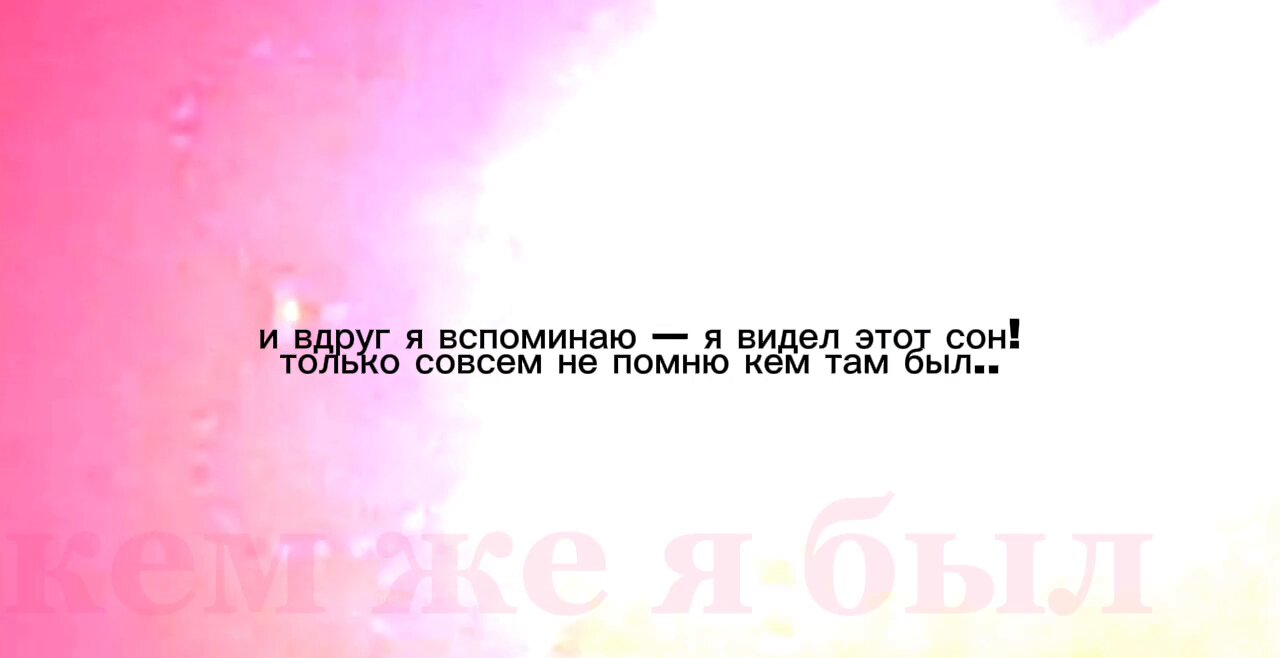 и вдруг я вспоминаю — я видел этот сон!
только совсем не помню кем там был..
кем же я был